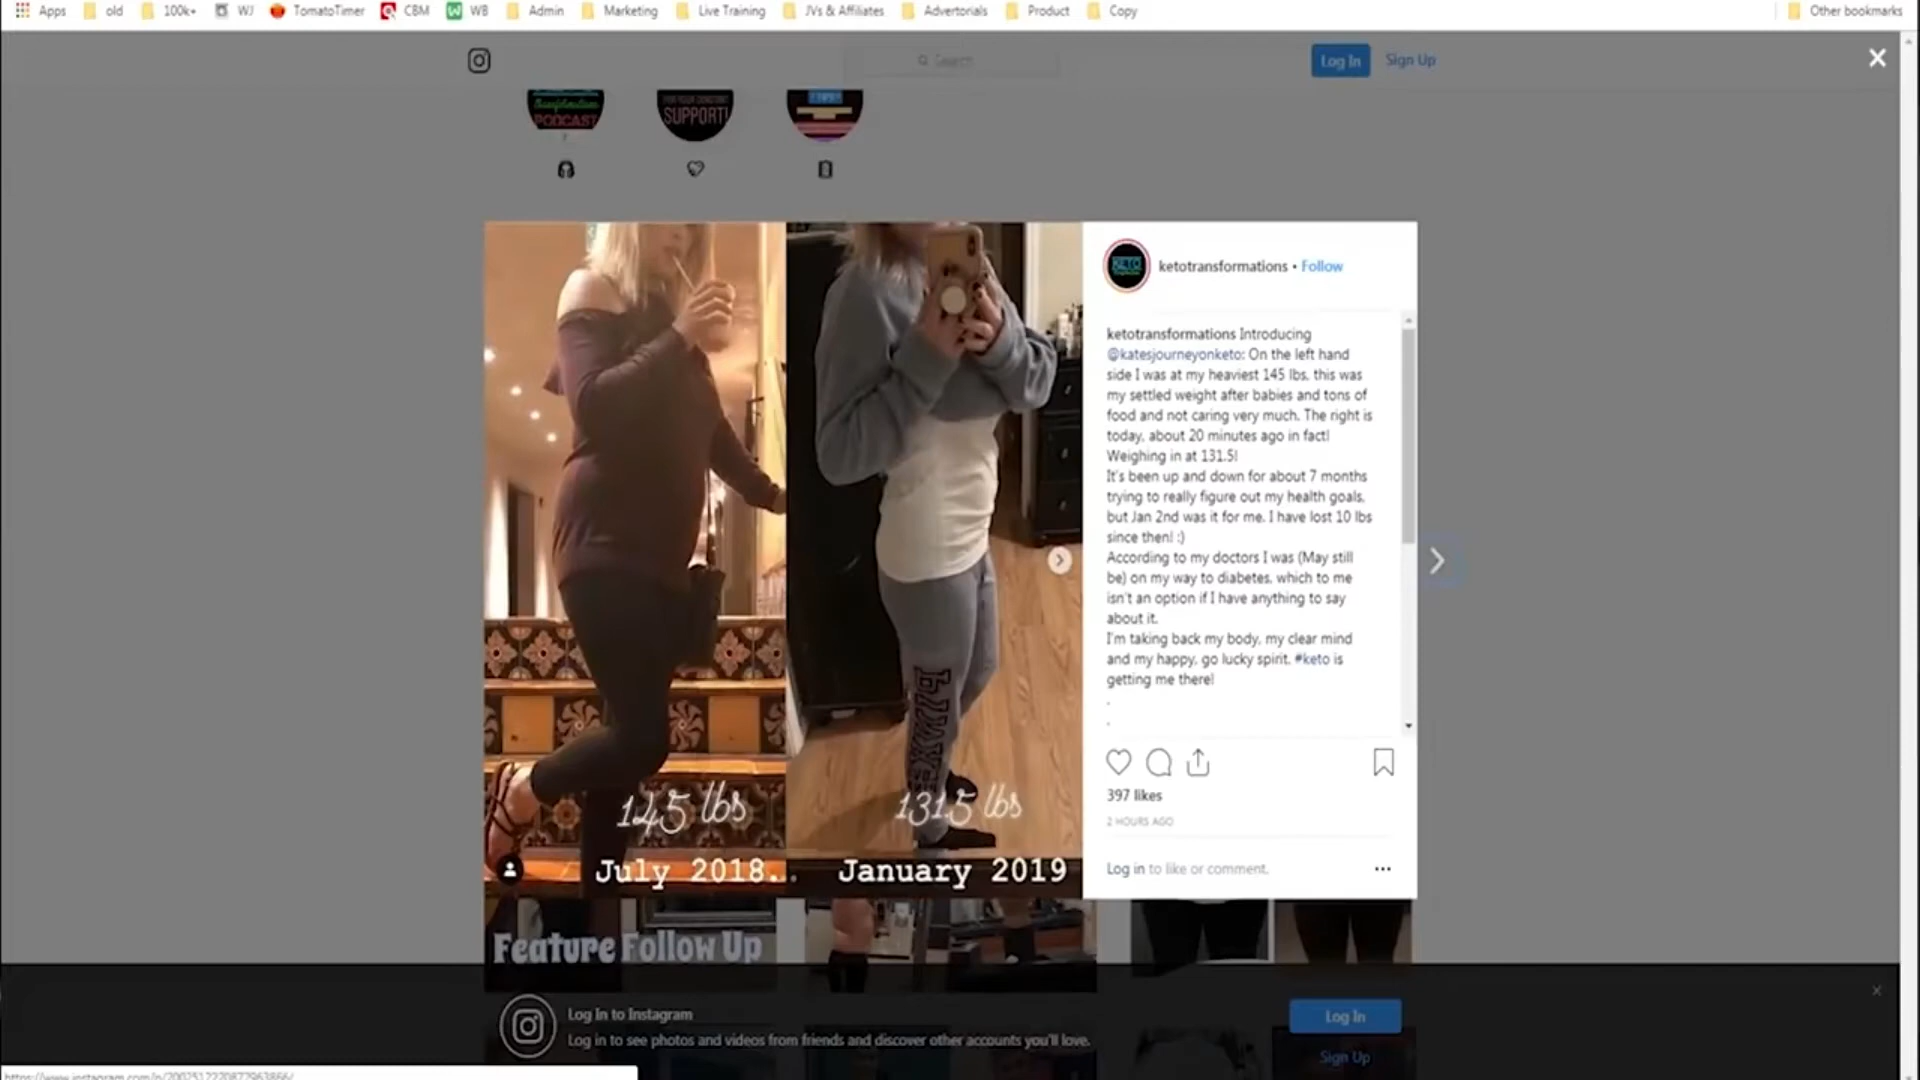 Apps old 100k+ WJ TomatoTimer CBM WB Admin Marketing Live Training JVs & Affiliates Advertorials Product Copy Other bookmarks
Search Log In Sign Up
PODCAST
SUPPORT!
ketotransformations • Follow
ketotransformations Introducing
@katesjourneyonketo: On the left hand
side I was at my heaviest 145 lbs, this was
my settled weight after babies and tons of
food and not caring very much. The right is
today, about 20 minutes ago in fact!
Weighing in at 131.5!
It's been up and down for about 7 months
trying to really figure out my health goals,
but Jan 2nd was it for me. I have lost 10 lbs
since then! :)
According to my doctors I was (May still
be) on my way to diabetes, which to me
isn't an option if I have anything to say
about it.
I'm taking back my body, my clear mind
and my happy, go lucky spirit. #keto is
getting me there!
.
.
397 likes
2 HOURS AGO
Log in to like or comment.
PINK
145 lbs
July 2018..
131.5 lbs
January 2019
Feature Follow Up
Log In to Instagram
Log in to see photos and videos from friends and discover other accounts you'll love.
Log In
Sign Up